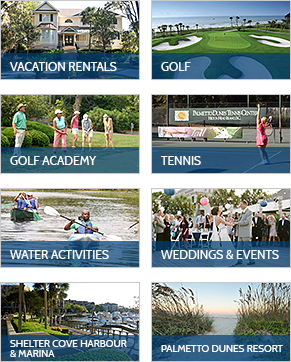 VACATION RENTALS
GOLF
GOLF ACADEMY
PALMETTO DUNES TENNIS CENTER
TENNIS
WATER ACTIVITIES
WEDDINGS & EVENTS
SHELTER COVE HARBOUR
& MARINA
PALMETTO DUNES RESORT